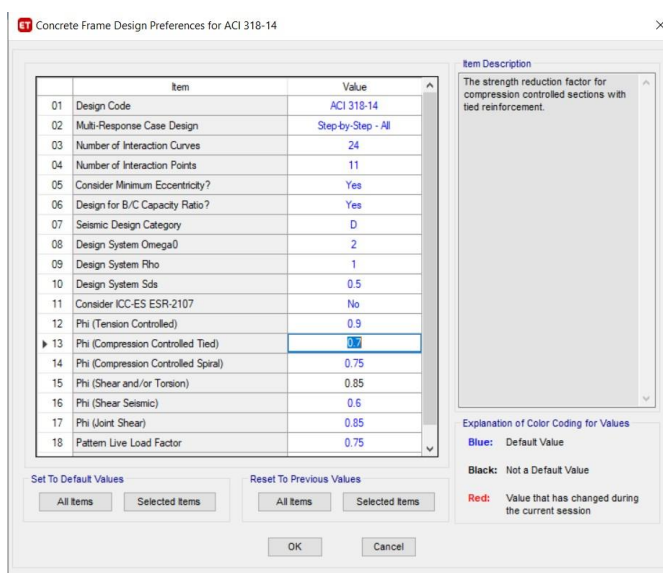 ET Concrete Frame Design Preferences for ACI 318-14
Item Value
01 Design Code ACI 318-14
02 Multi-Response Case Design Step-by-Step - All
03 Number of Interaction Curves 24
04 Number of Interaction Points 11
05 Consider Minimum Eccentricity? Yes
06 Design for B/C Capacity Ratio? Yes
07 Seismic Design Category D
08 Design System Omega0 2
09 Design System Rho 1
10 Design System Sds 0.5
11 Consider ICC-ES ESR-2107 No
12 Phi (Tension Controlled) 0.9
13 Phi (Compression Controlled Tied) 0.7
14 Phi (Compression Controlled Spiral) 0.75
15 Phi (Shear and/or Torsion) 0.85
16 Phi (Shear Seismic) 0.6
17 Phi (Joint Shear) 0.85
18 Pattern Live Load Factor 0.75
Item Description
The strength reduction factor for
compression controlled sections with
tied reinforcement.
Explanation of Color Coding for Values
Blue: Default Value
Black: Not a Default Value
Red: Value that has changed during
the current session
Set To Default Values
All Items Selected Items
Reset To Previous Values
All Items Selected Items
OK Cancel